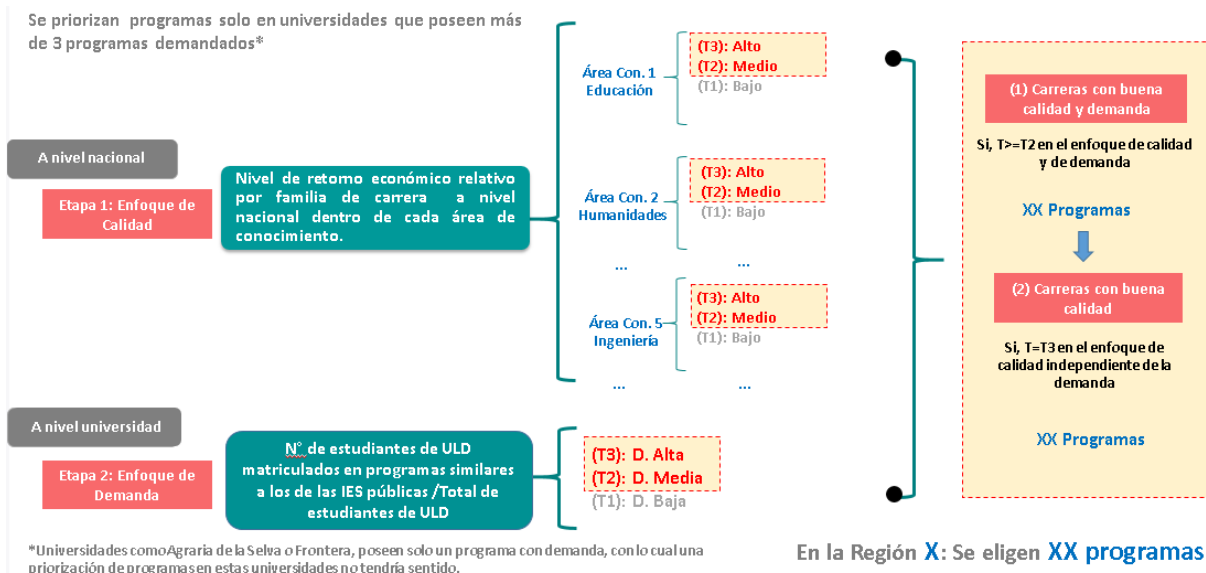 Se priorizan programas solo en universidades que poseen más
de 3 programas demandados*
A nivel nacional
Etapa 1: Enfoque de
Calidad
Nivel de retorno económico relativo
por familia de carrera a nivel
nacional dentro de cada área de
conocimiento.
Área Con. 1
Educación
(T3): Alto
(T2): Medio
(T1): Bajo
Área Con. 2
Humanidades
(T3): Alto
(T2): Medio
(T1): Bajo
...
...
Área Con. 5
Ingeniería
(T3): Alto
(T2): Medio
(T1): Bajo
...
...
A nivel universidad
Etapa 2: Enfoque de
Demanda
N° de estudiantes de ULD
matriculados en programas similares
a los de las IES públicas /Total de
estudiantes de ULD
(T3): D. Alta
(T2): D. Media
(T1): D. Baja
(1) Carreras con buena
calidad y demanda
Si, T>=T2 en el enfoque de calidad
y de demanda
XX Programas
(2) Carreras con buena
calidad
Si, T=T3 en el enfoque de
calidad independiente de la
demanda
XX Programas
*Universidades como Agraria de la Selva o Frontera, poseen solo un programa con demanda, con lo cual una
priorización de programas en estas universidades no tendría sentido.
En la Región X: Se eligen XX programas